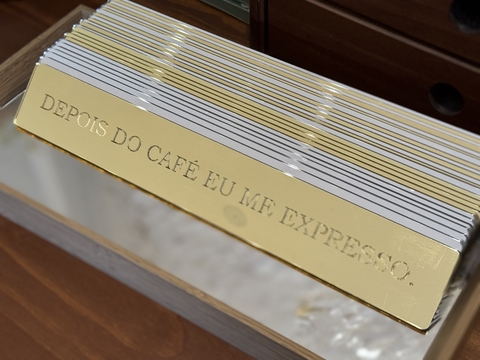 DEPOIS DO CAFÉ EU ME EXPRESSO.